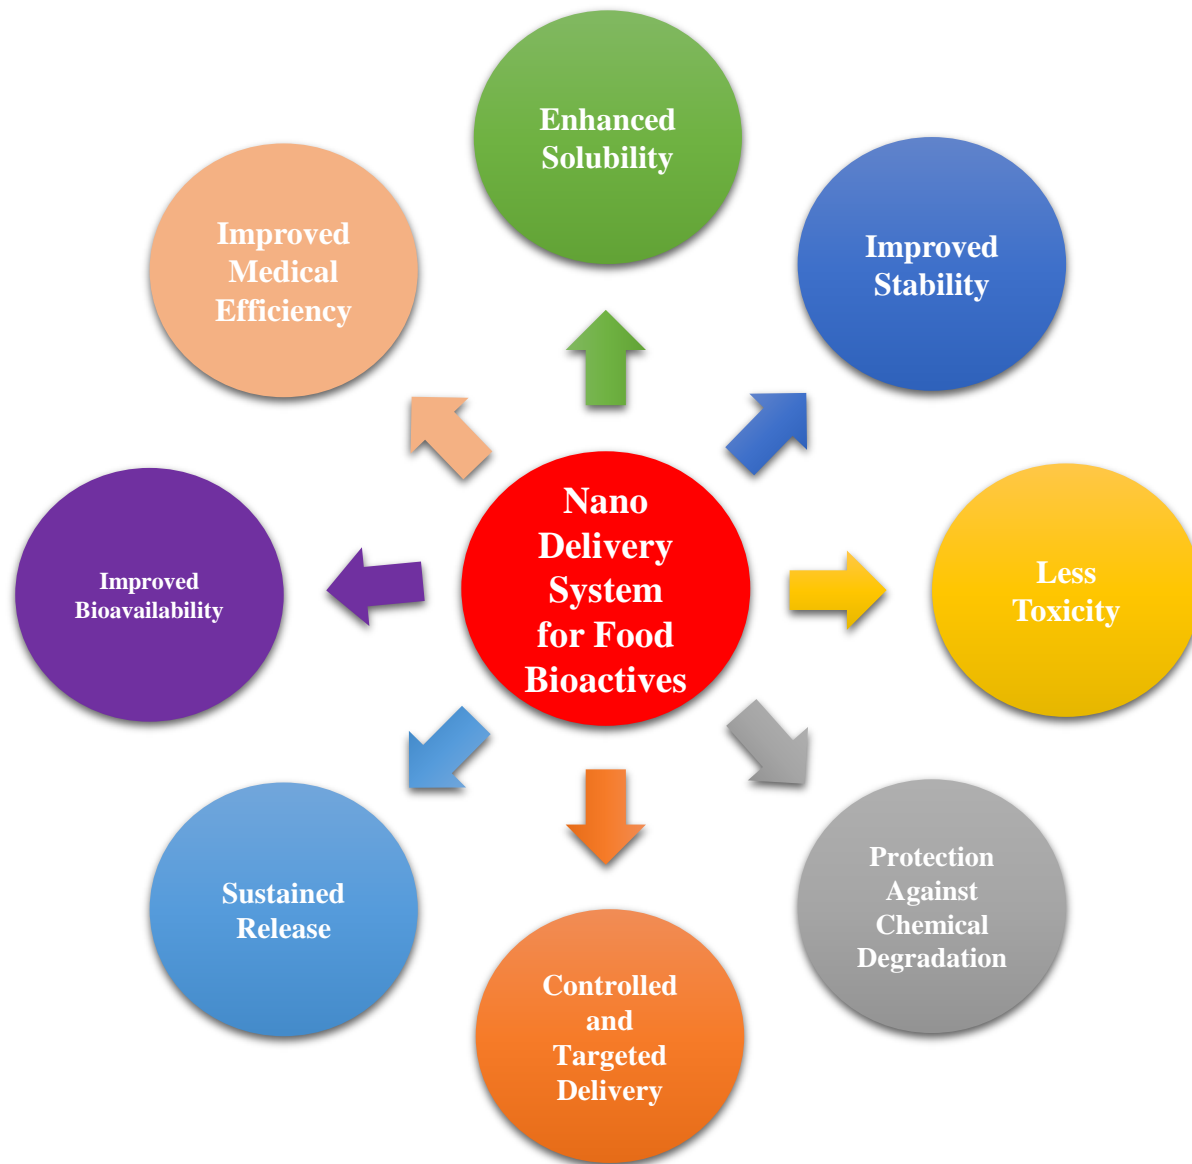 Enhanced
Solubility
Improved
Stability
Less
Toxicity
Protection
Against
Chemical
Degradation
Controlled
and
Targeted
Delivery
Sustained
Release
Improved
Bioavailability
Improved
Medical
Efficiency
Nano
Delivery
System
for Food
Bioactives